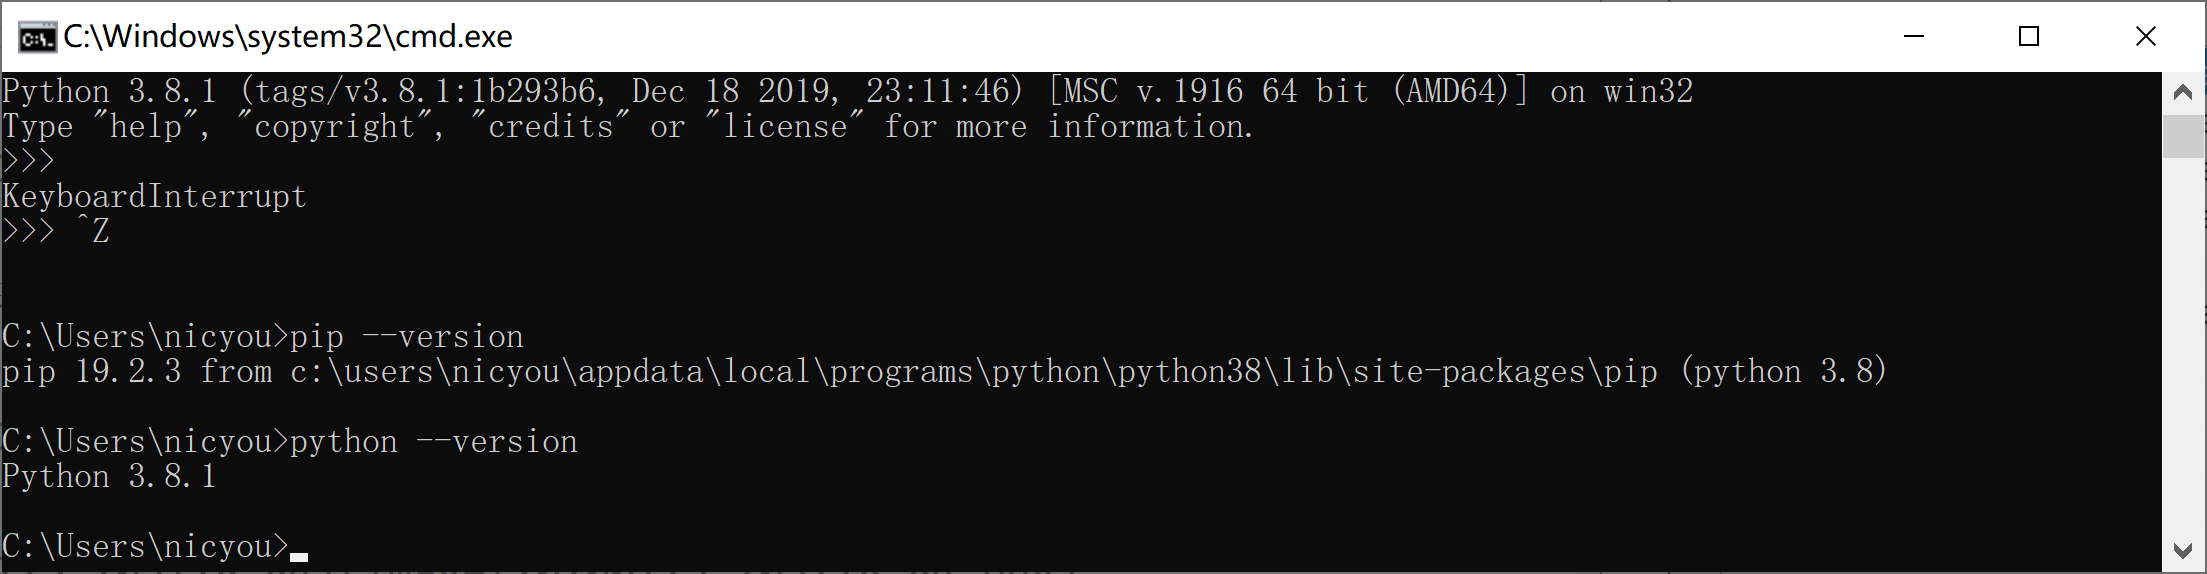 C:\Windows\system32\cmd.exe
Python 3.8.1 (tags/v3.8.1:1b293b6, Dec 18 2019, 23:11:46) [MSC v.1916 64 bit (AMD64)] on win32
Type "help", "copyright", "credits" or "license" for more information.
>>>
KeyboardInterrupt
>>> ^Z
C:\Users\nicyou>pip --version
pip 19.2.3 from c:\users\nicyou\appdata\local\programs\python\python38\lib\site-packages\pip (python 3.8)
C:\Users\nicyou>python --version
Python 3.8.1
C:\Users\nicyou>